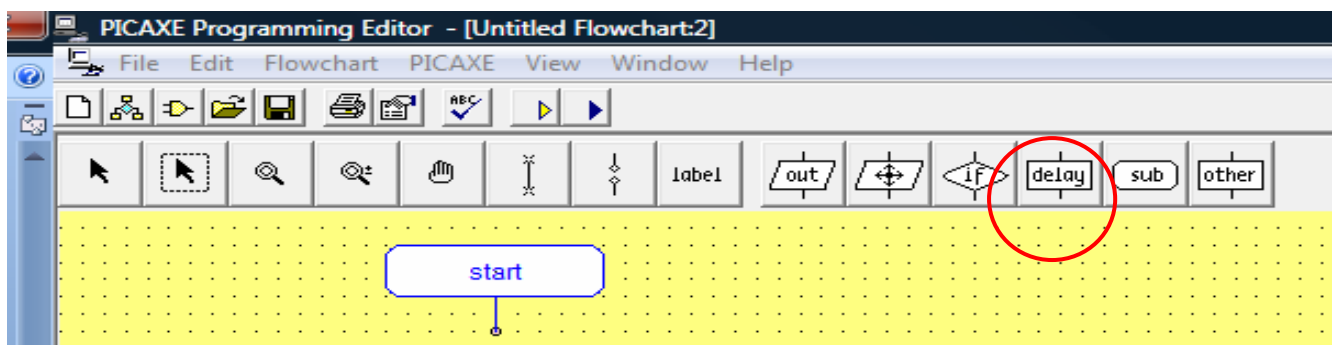 PICAXE Programming Editor - [Untitled Flowchart:2]
File Edit Flowchart PICAXE View Window Help
ABC
label out if delay sub other
start